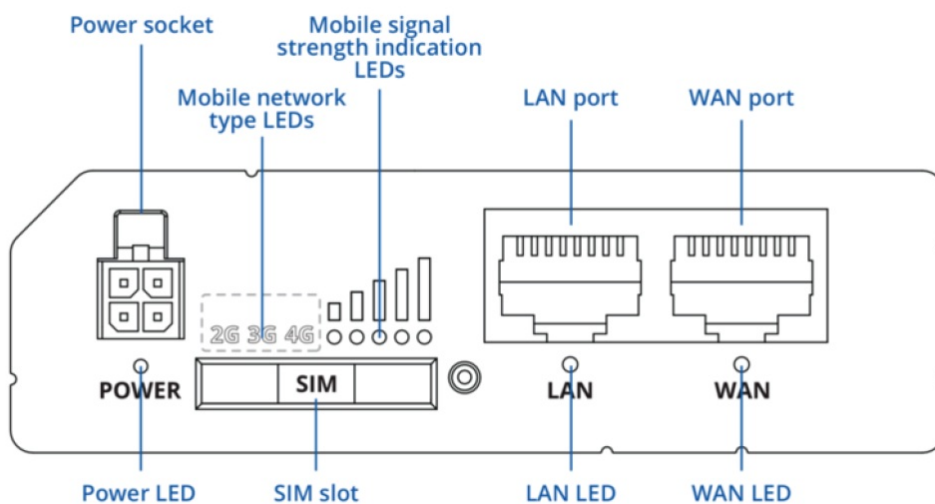 Power socket
Mobile signal
strength indication
LEDs
Mobile network
type LEDs
LAN port
WAN port
2G 3G 4G
POWER
SIM
LAN
WAN
Power LED
SIM slot
LAN LED
WAN LED